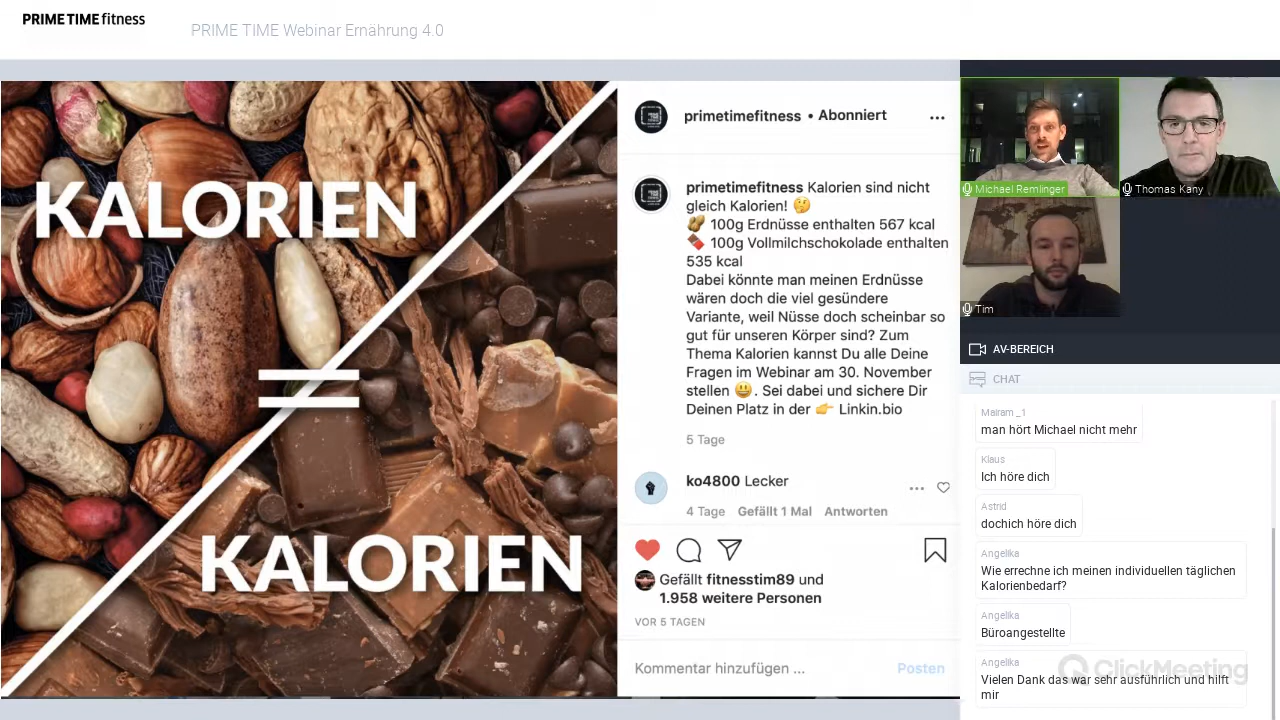 PRIME TIME fitness
PRIME TIME Webinar Ernährung 4.0
KALORIEN
=
KALORIEN
primetimefitness • Abonniert
primetimefitness Kalorien sind nicht
gleich Kalorien! 🤔
🥜 100g Erdnüsse enthalten 567 kcal
🍫 100g Vollmilchschokolade enthalten
535 kcal
Dabei könnte man meinen Erdnüsse
wären doch die viel gesündere
Variante, weil Nüsse doch scheinbar so
gut für unseren Körper sind? Zum
Thema Kalorien kannst Du alle Deine
Fragen im Webinar am 30. November
stellen 😃. Sei dabei und sichere Dir
Deinen Platz in der 👉 Linkin.bio
5 Tage
ko4800 Lecker
4 Tage Gefällt 1 Mal Antworten
Gefällt fitnesstim89 und
1.958 weitere Personen
VOR 5 TAGEN
Kommentar hinzufügen ... Posten
Michael Remlinger
Thomas Kany
Tim
AV-BEREICH
CHAT
Mairam _1
man hört Michael nicht mehr
Klaus
Ich höre dich
Astrid
dochich höre dich
Angelika
Wie errechne ich meinen individuellen täglichen
Kalorienbedarf?
Angelika
Büroangestellte
Angelika
Vielen Dank das war sehr ausführlich und hilft
mir
ClickMeeting